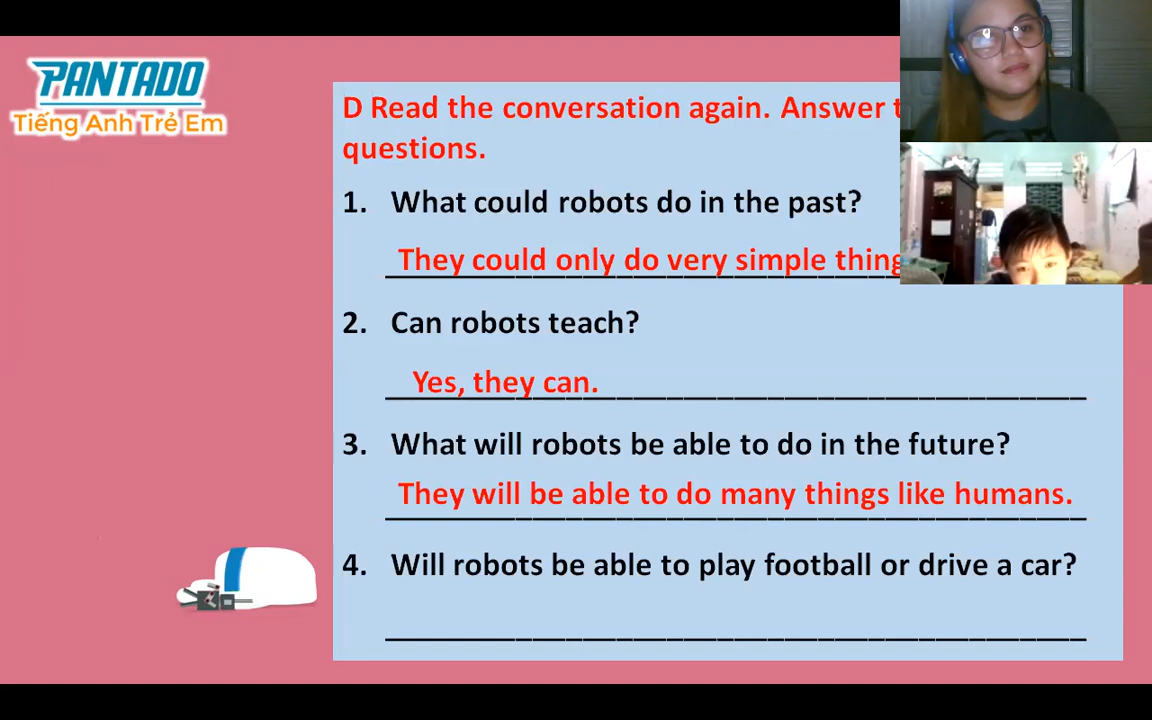 PANTADO
Tiếng Anh Trẻ Em
D Read the conversation again. Answer
questions.
1. What could robots do in the past?
They could only do very simple
2. Can robots teach?
Yes, they can.
3. What will robots be able to do in the future?
They will be able to do many things like humans.
4. Will robots be able to play football or drive a car?